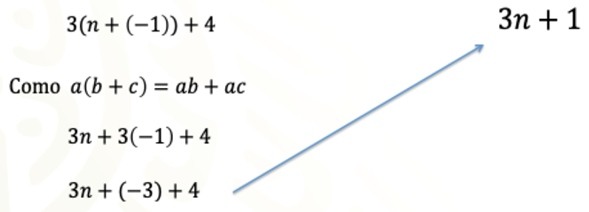 3(n + (−1)) + 4
Como a(b + c) = ab + ac
3n + 3(−1) + 4
3n + (−3) + 4
3n + 1